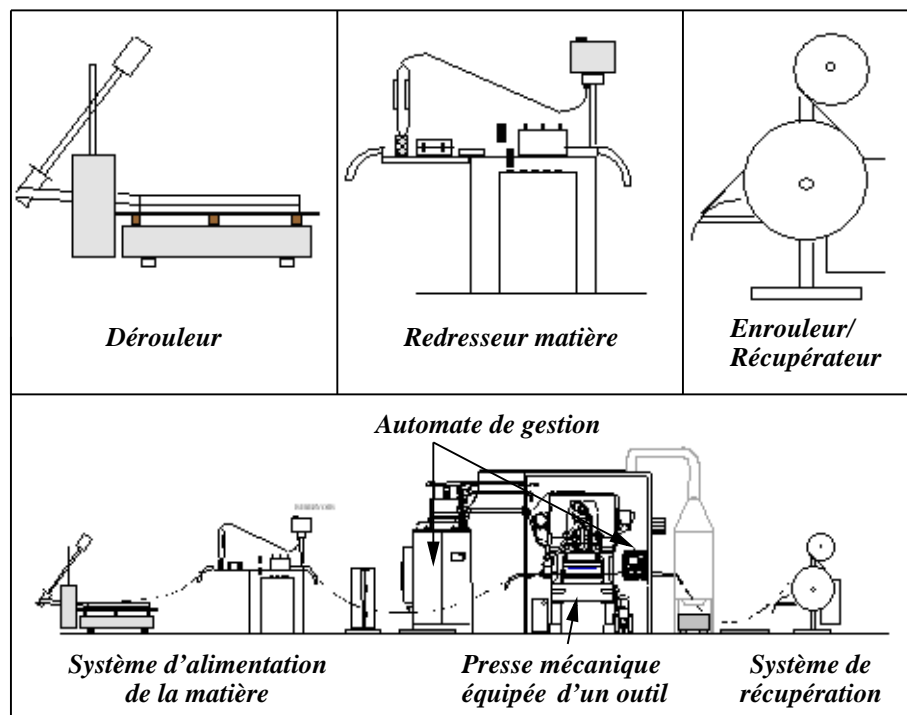 Dérouleur
Redresseur matière
Enrouleur/
Récupérateur
Automate de gestion
Système d’alimentation
de la matière
Presse mécanique
équipée d’un outil
Système de
récupération